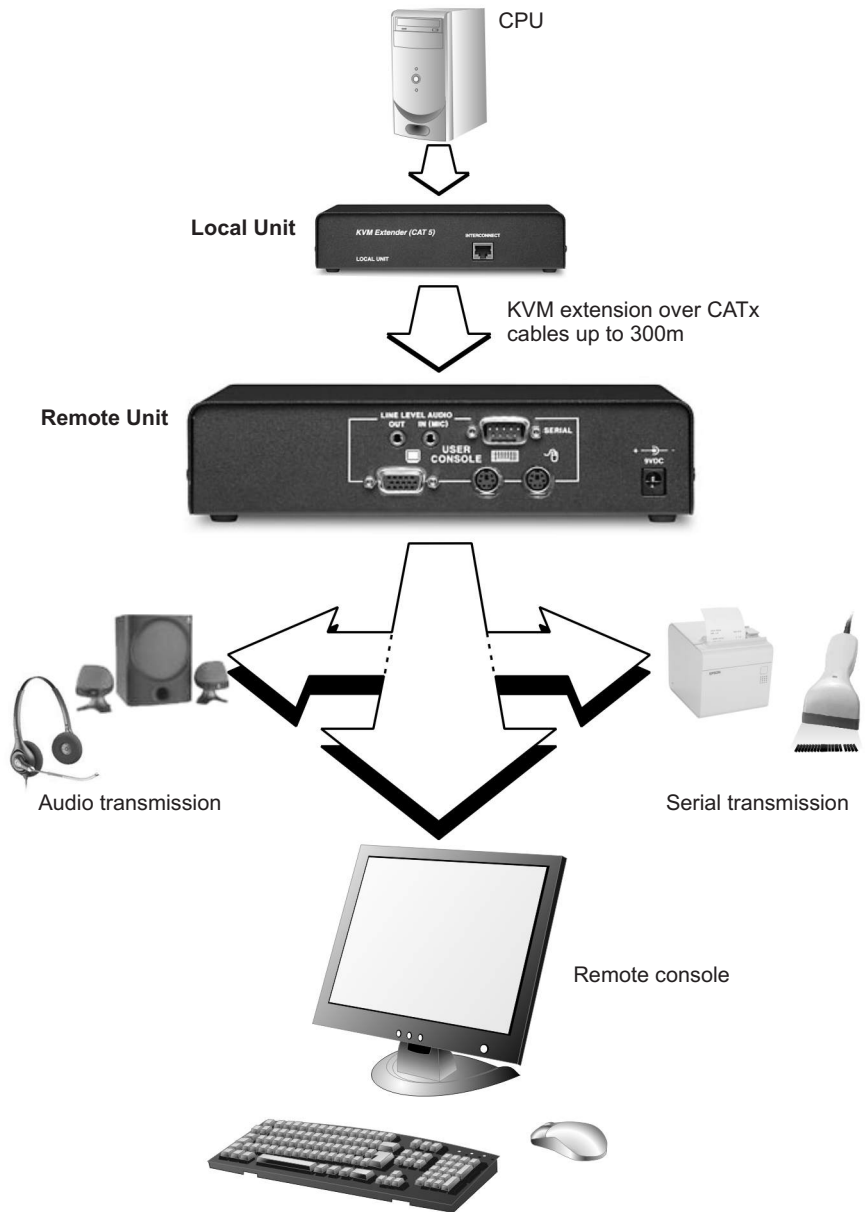 CPU
Local Unit
KVM Extender (CAT 5)
INTERCONNECT
LOCAL UNIT
KVM extension over CATx
cables up to 300m
Remote Unit
LINE LEVEL AUDIO
OUT IN (MIC)
SERIAL
USER
CONSOLE
+ -
9VDC
EPSON
Audio transmission
Serial transmission
Remote console